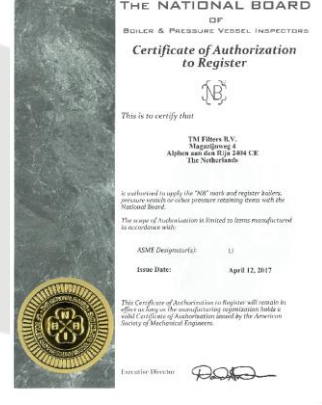 THE NATIONAL BOARD
OF
BOILER & PRESSURE VESSEL INSPECTORS
Certificate of Authorization
to Register
NB
This is to certify that
TM Filters B.V.
Magazijnweg 4
Alphen aan den Rijn 2404 CE
The Netherlands
is authorized to apply the "NB" mark and register boilers,
pressure vessels or other pressure retaining items with the
National Board.
The scope of Authorization is limited to items manufactured
in accordance with:
ASME Designator(s): U
Issue Date: April 12, 2017
This Certificate of Authorization to Register will remain in
effect as long as the manufacturing organization holds a
valid Certificate of Authorization issued by the American
Society of Mechanical Engineers.
Executive Director